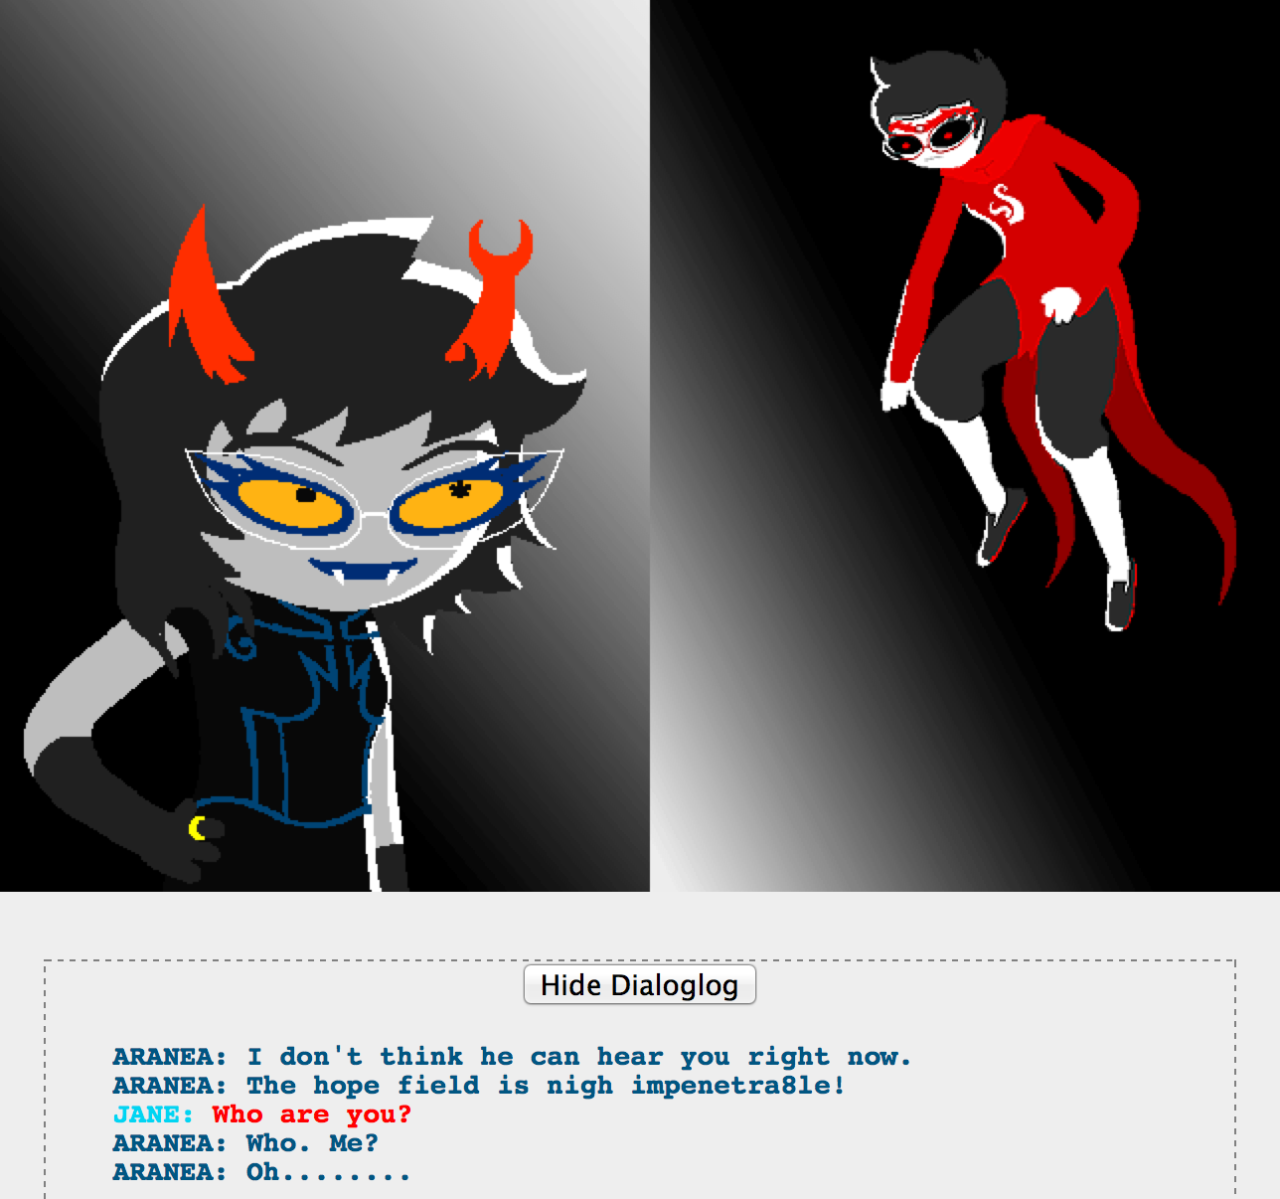 Hide Dialoglog
ARANEA: I don't think he can hear you right now.
ARANEA: The hope field is nigh impenetra8le!
JANE: Who are you?
ARANEA: Who. Me?
ARANEA: Oh........